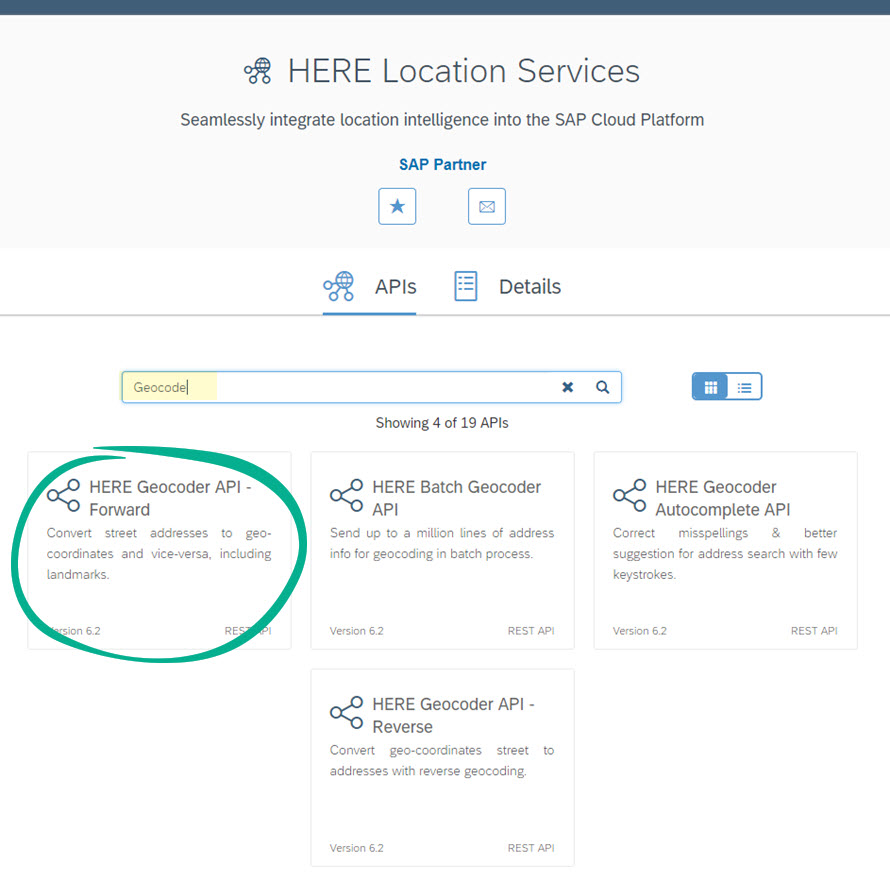 HERE Location Services
Seamlessly integrate location intelligence into the SAP Cloud Platform
SAP Partner
APIs
Details
Geocode
Showing 4 of 19 APIs
HERE Geocoder API -
Forward
Convert street addresses to geo-
coordinates and vice-versa, including
landmarks.
Version 6.2
REST API
HERE Batch Geocoder
API
Send up to a million lines of address
info for geocoding in batch process.
Version 6.2
REST API
HERE Geocoder
Autocomplete API
Correct misspellings & better
suggestion for address search with few
keystrokes.
Version 6.2
REST API
HERE Geocoder API -
Reverse
Convert geo-coordinates street to
addresses with reverse geocoding.
Version 6.2
REST API